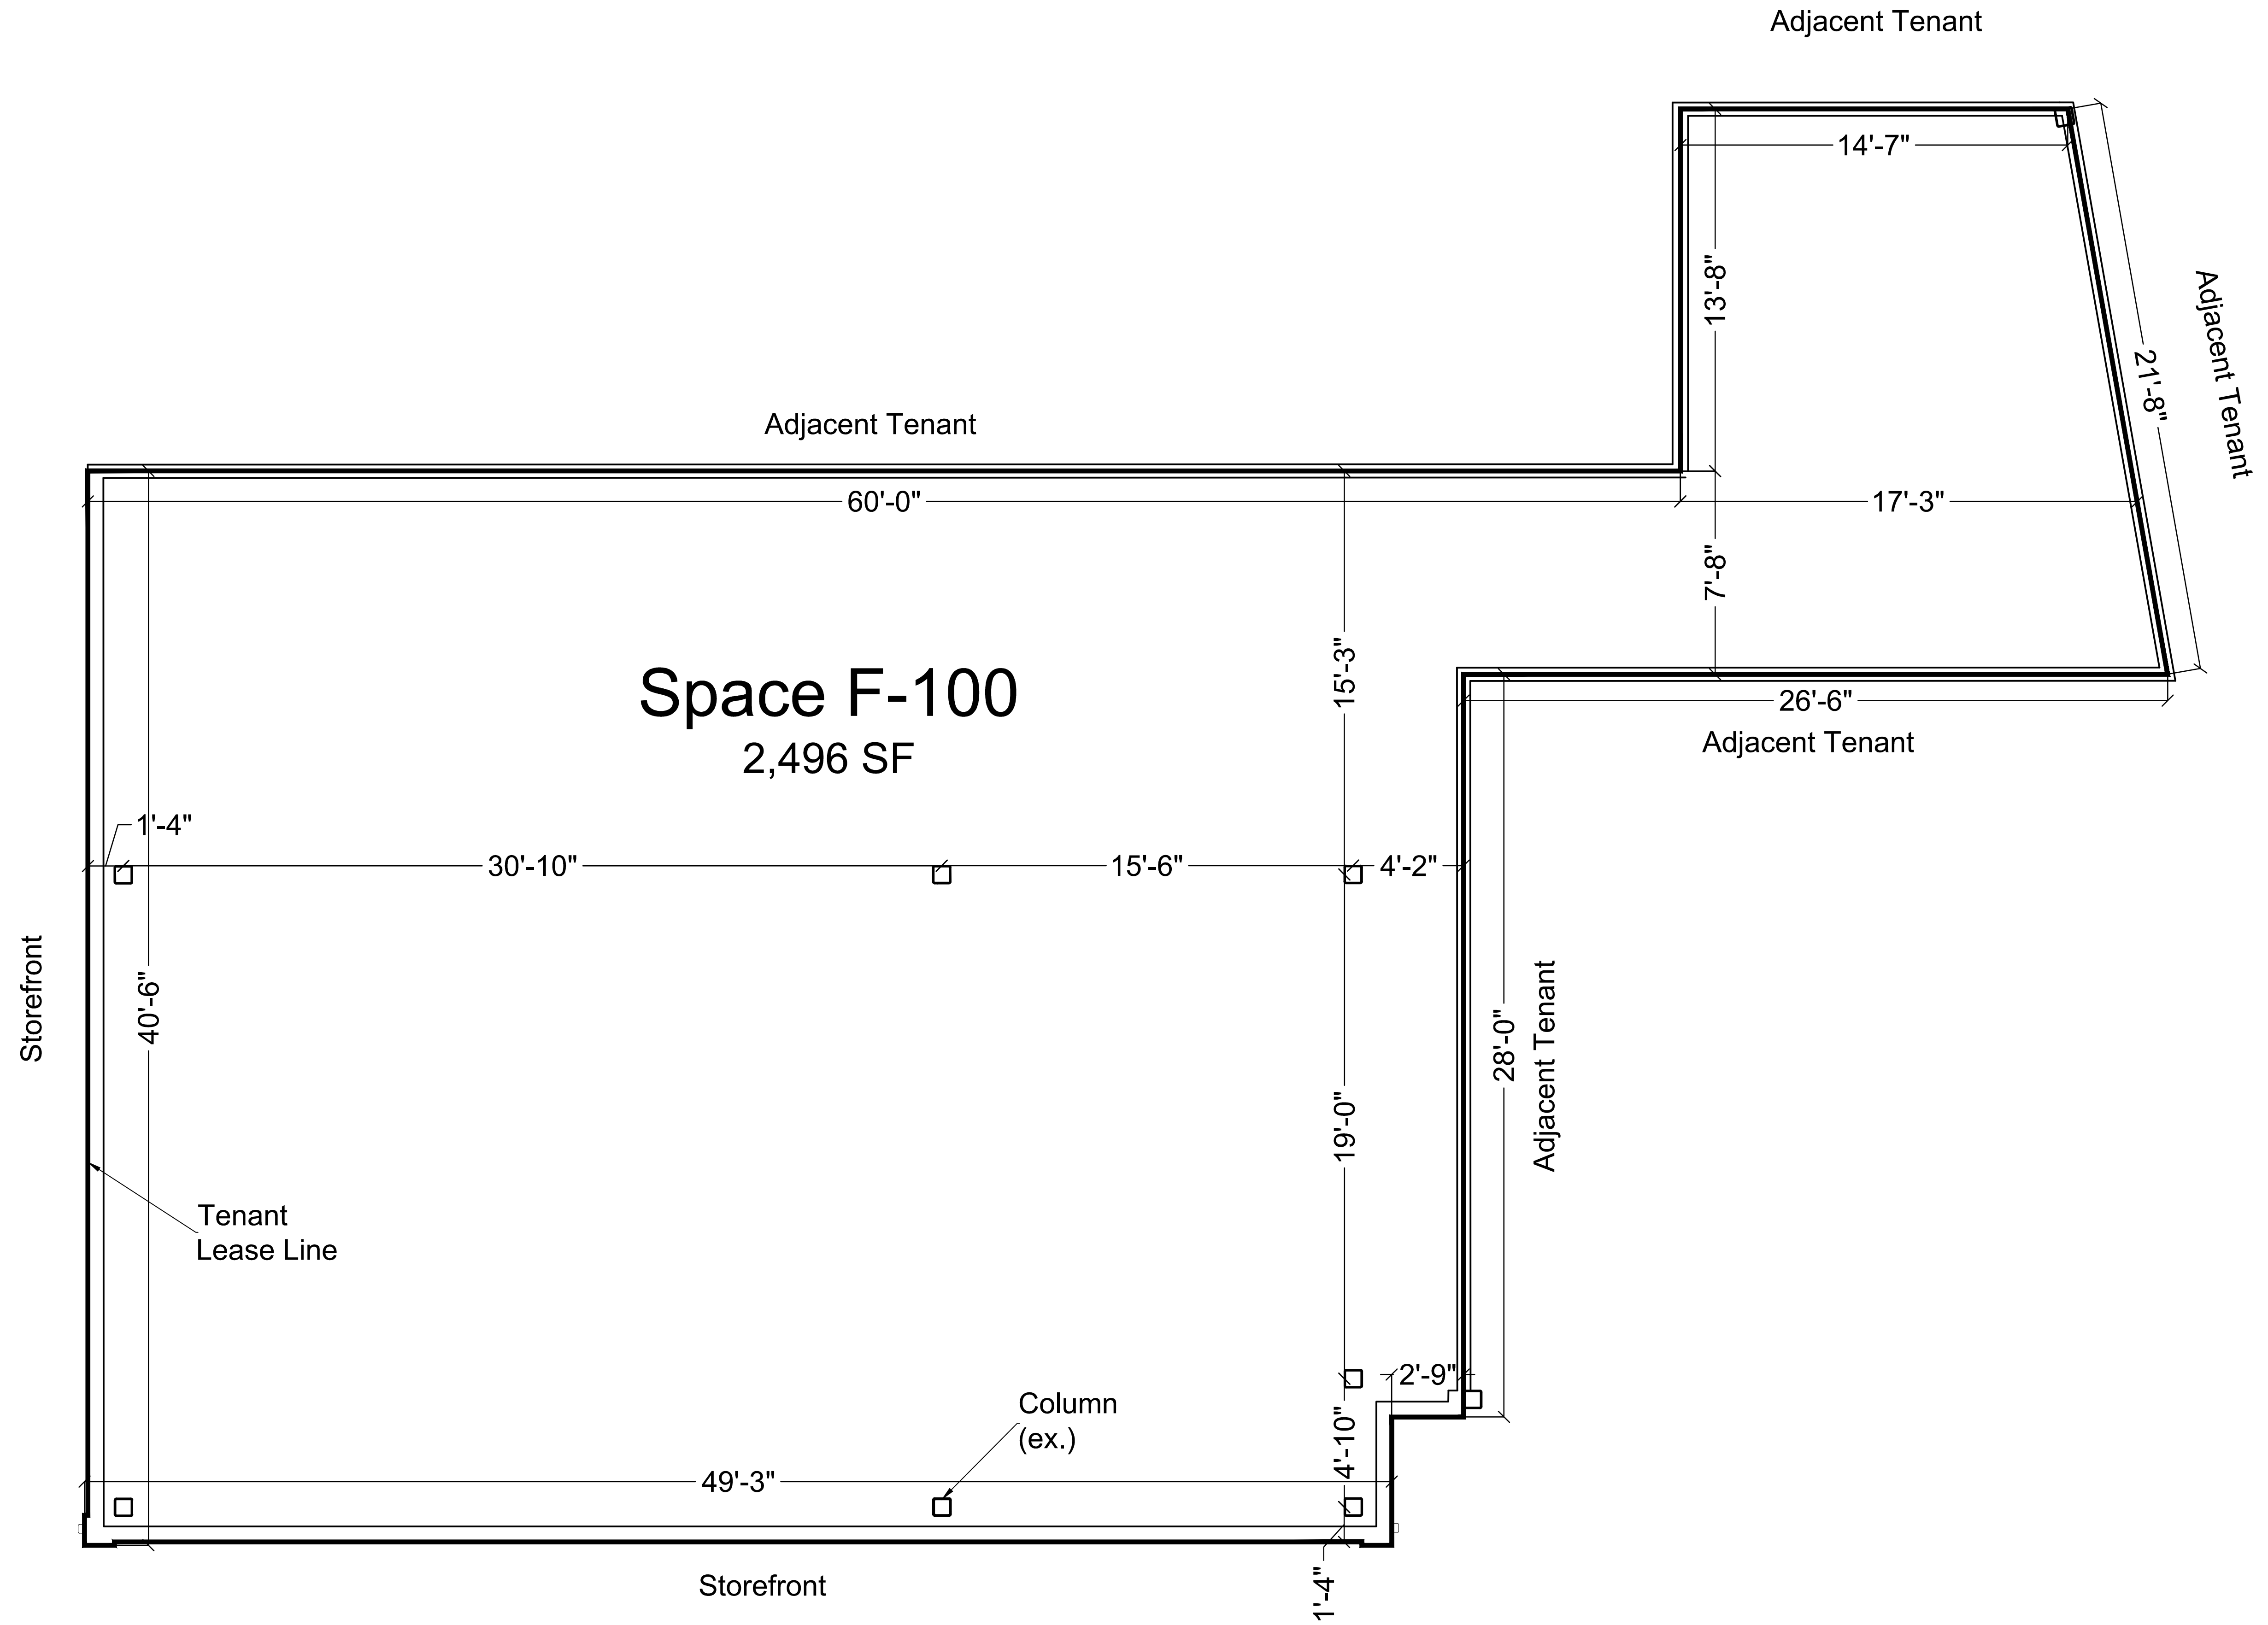 Adjacent Tenant
14'-7"
13'-8"
21'-8"
Adjacent Tenant
Adjacent Tenant
60'-0"
17'-3"
7'-8"
15'-3"
Space F-100
2,496 SF
26'-6"
Adjacent Tenant
1'-4"
30'-10"
15'-6"
4'-2"
Storefront
40'-6"
28'-0"
Adjacent Tenant
19'-0"
Tenant
Lease Line
2'-9"
Column
(ex.)
4'-10"
49'-3"
Storefront
1'-4"